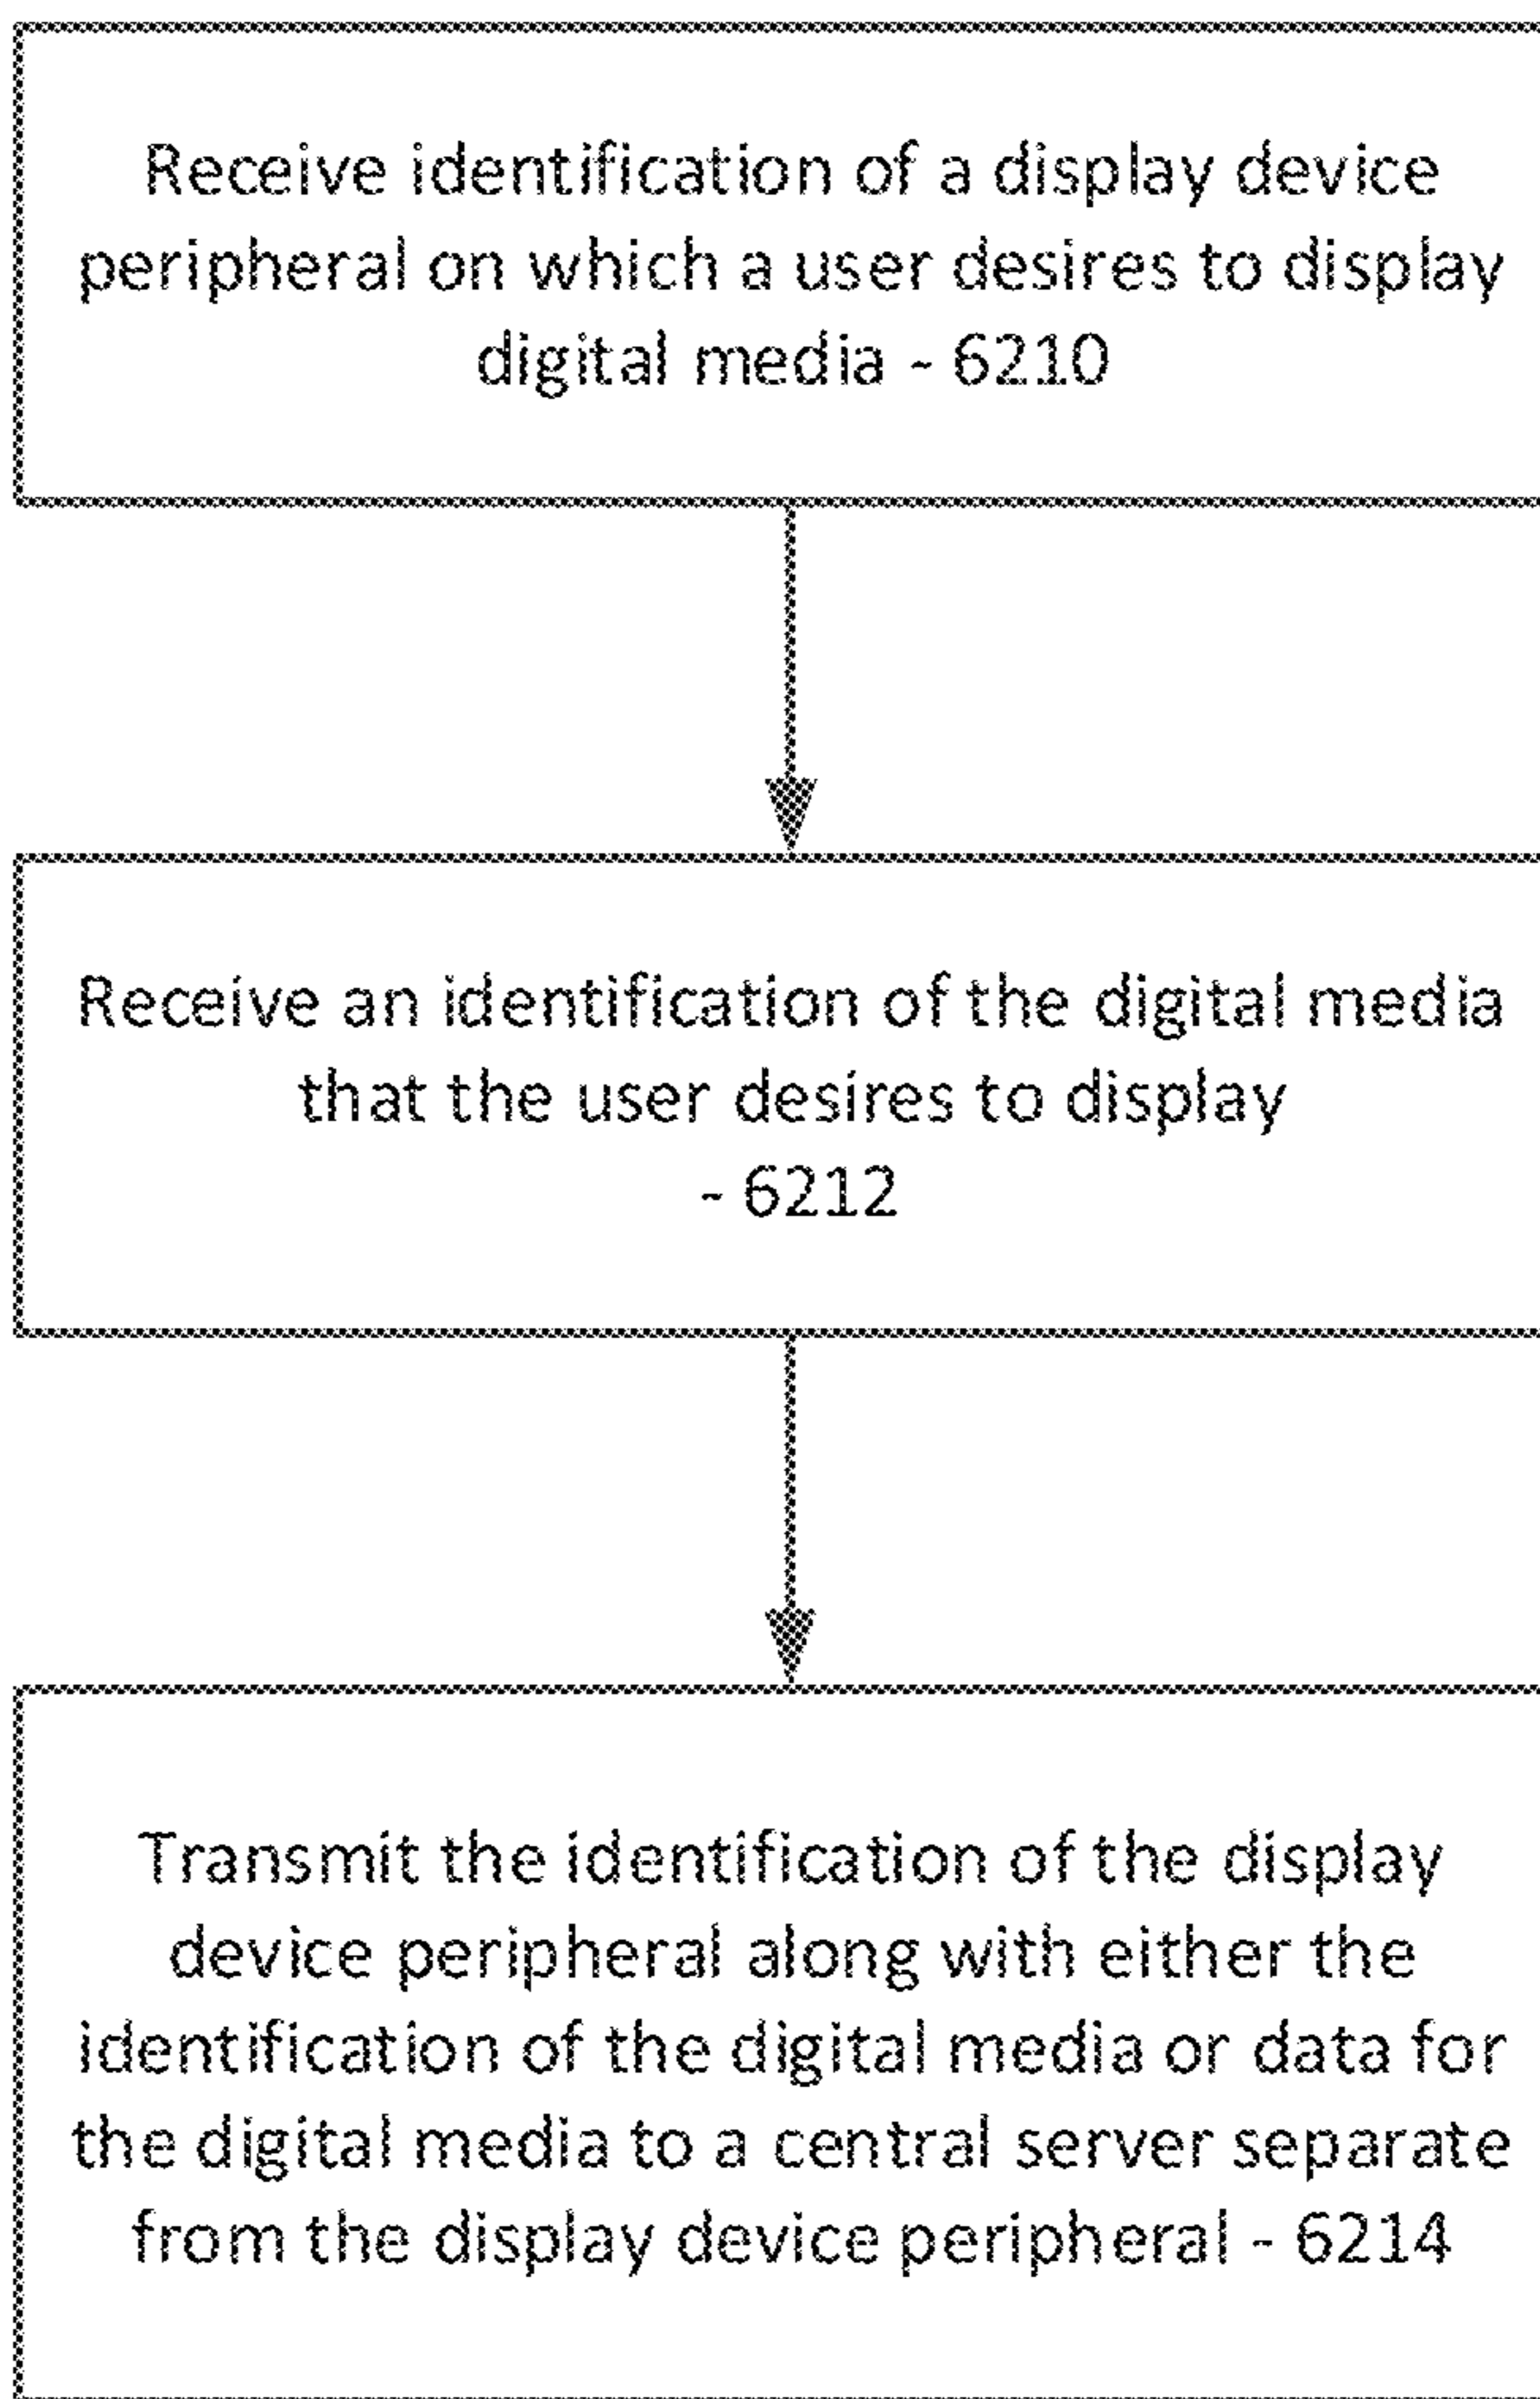 Receive identification of a display device
peripheral on which a user desires to display
digital media - 6210
Receive an identification of the digital media
that the user desires to display
- 6212
Transmit the identification of the display
device peripheral along with either the
identification of the digital media or data for
the digital media to a central server separate
from the display device peripheral - 6214